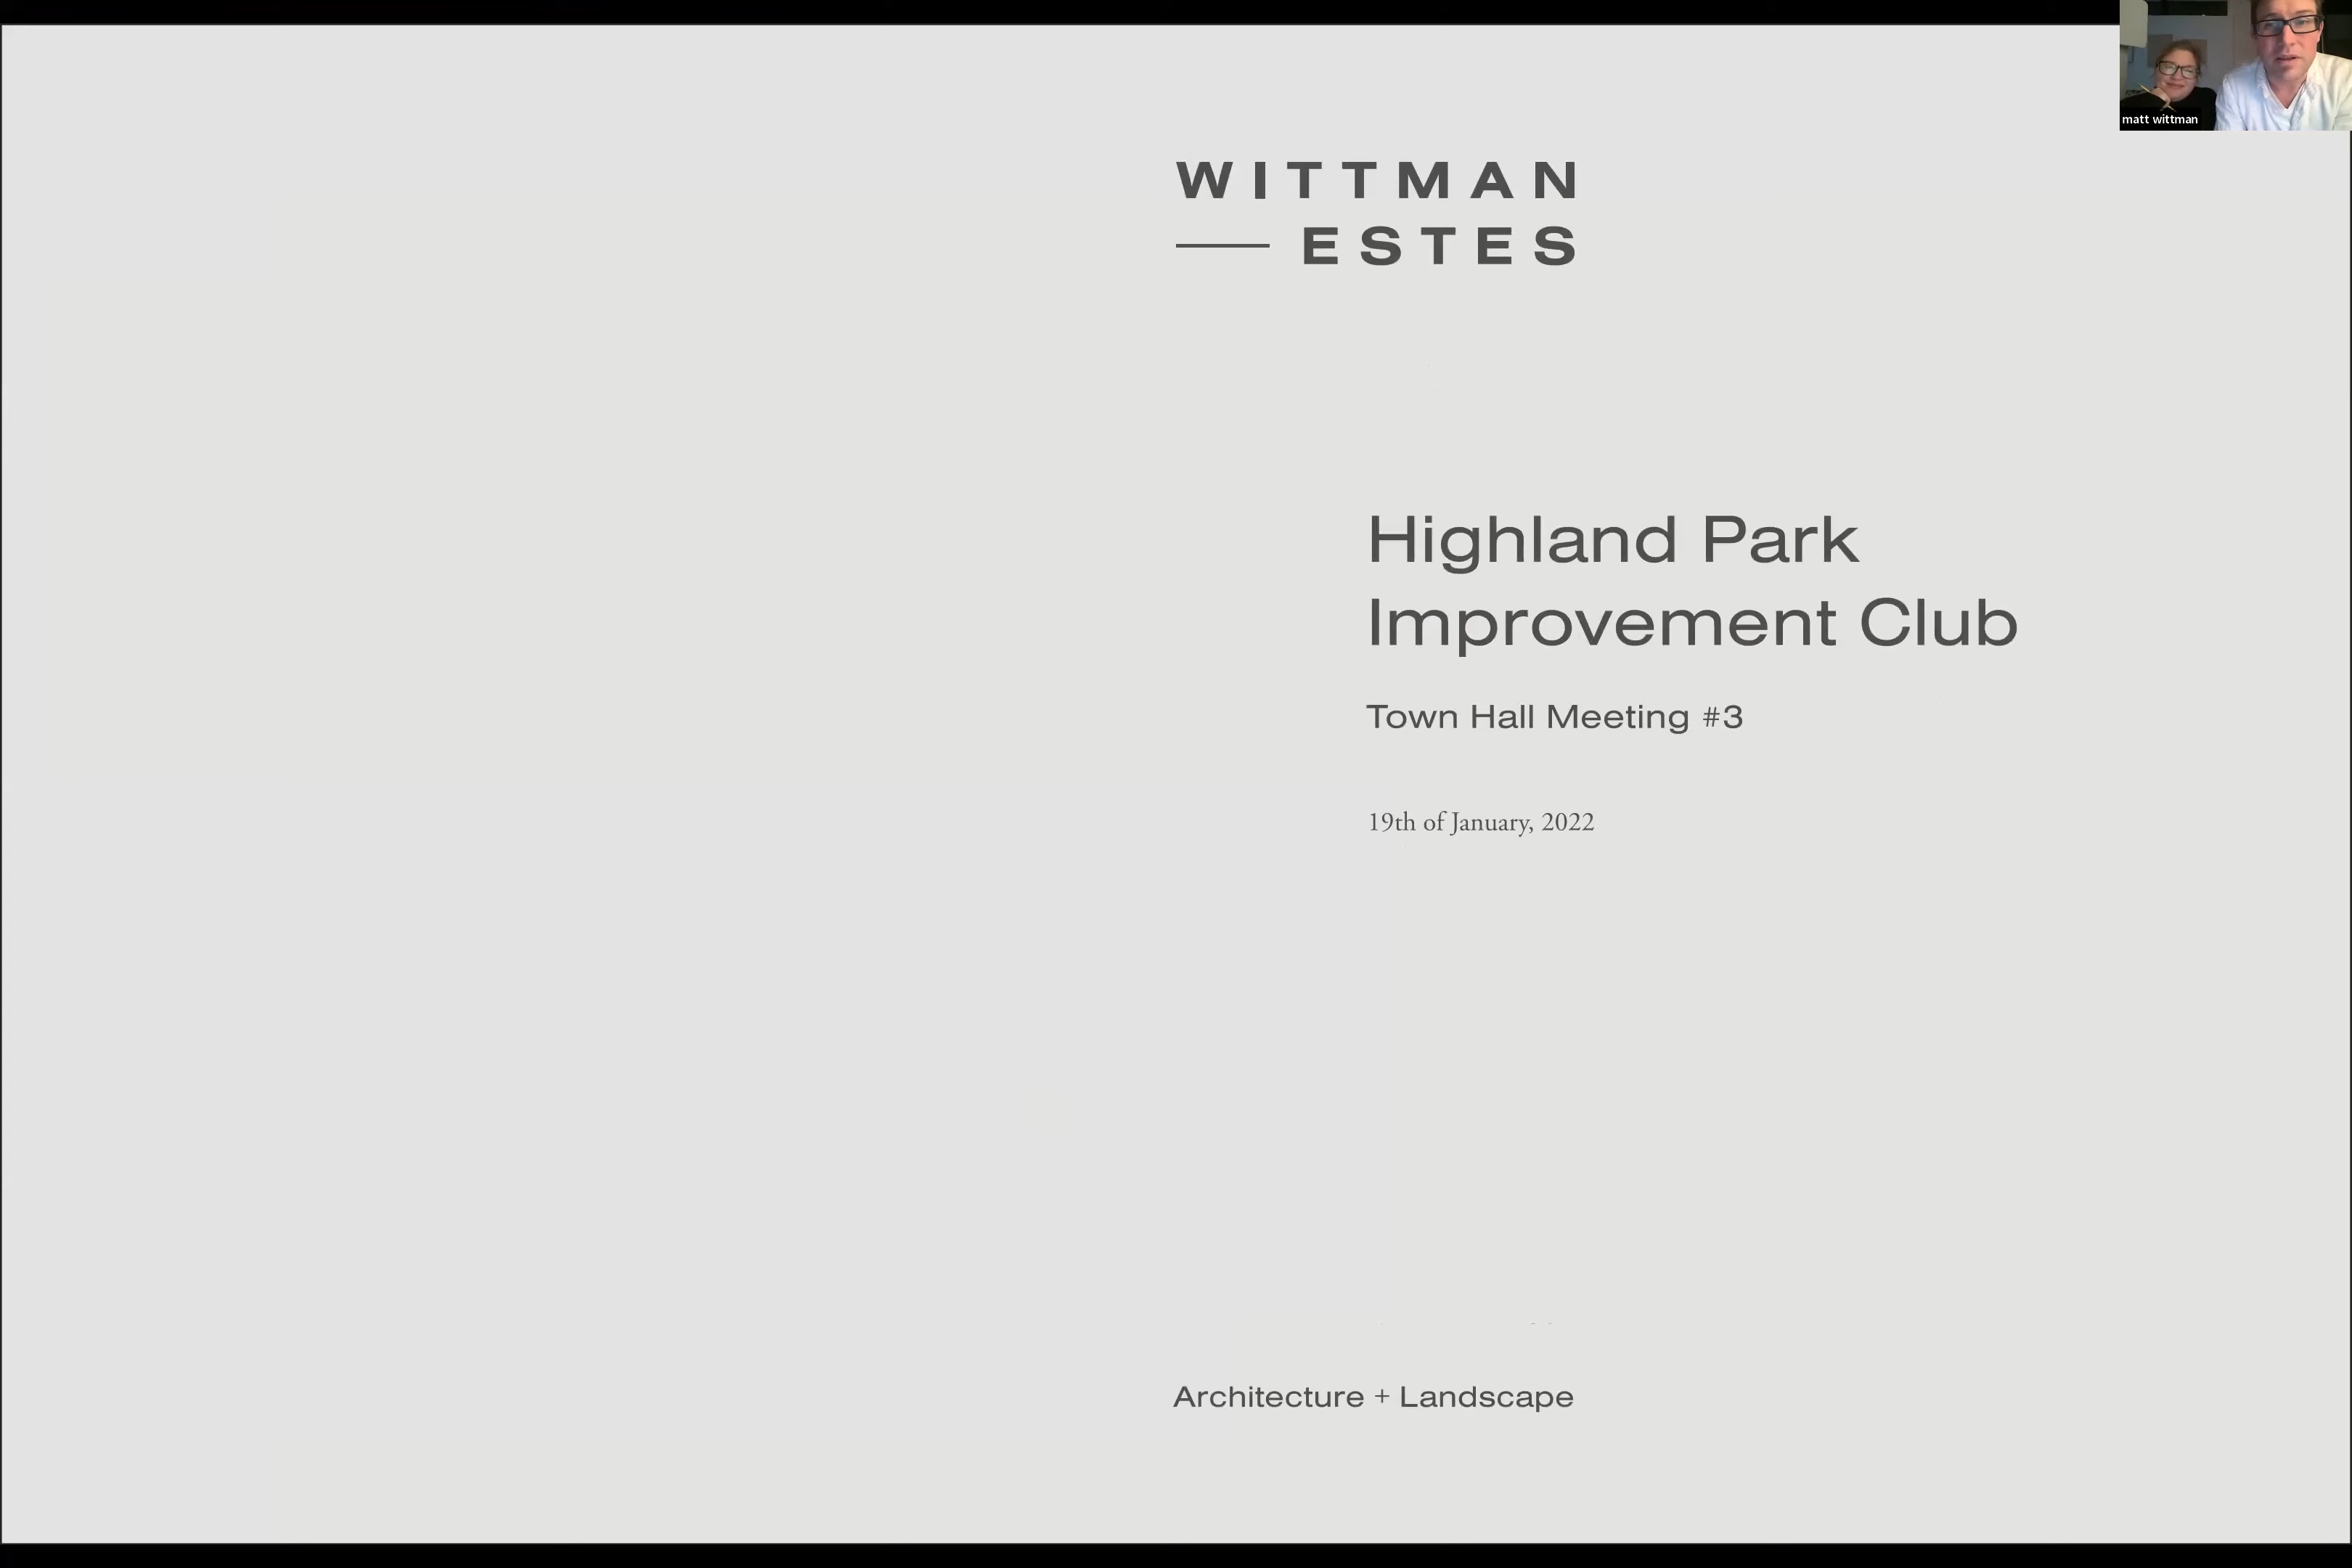 matt wittman
WITTMAN
ESTES
Highland Park
Improvement Club
Town Hall Meeting #3
19th of January, 2022
Architecture + Landscape